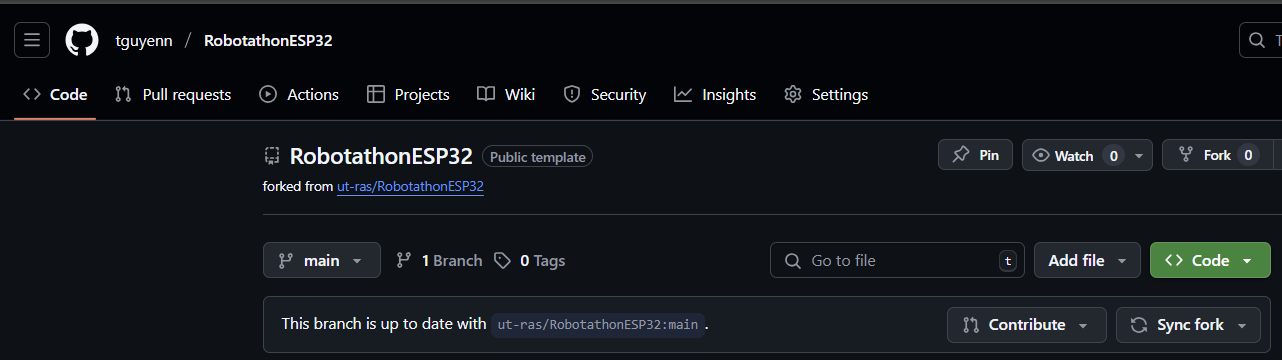 tguyenn / RobotathonESP32
T
Code Pull requests Actions Projects Wiki Security Insights Settings
RobotathonESP32 Public template Pin Watch 0 Fork 0
forked from ut-ras/RobotathonESP32
main 1 Branch 0 Tags Go to file t Add file Code
This branch is up to date with ut-ras/RobotathonESP32:main . Contribute Sync fork